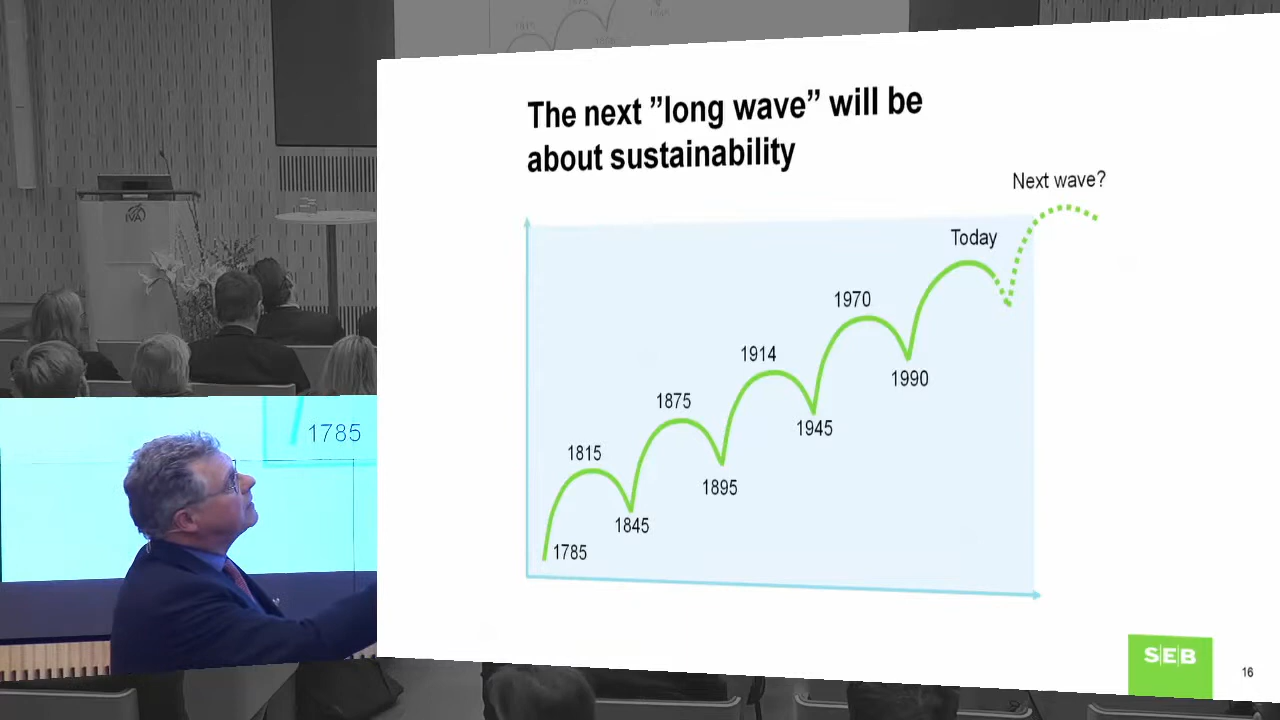 The next ”long wave” will be
about sustainability
Next wave?
Today
1970
1914
1990
1875
1945
1815
1895
1845
1785
SEB
16
1785
IVA